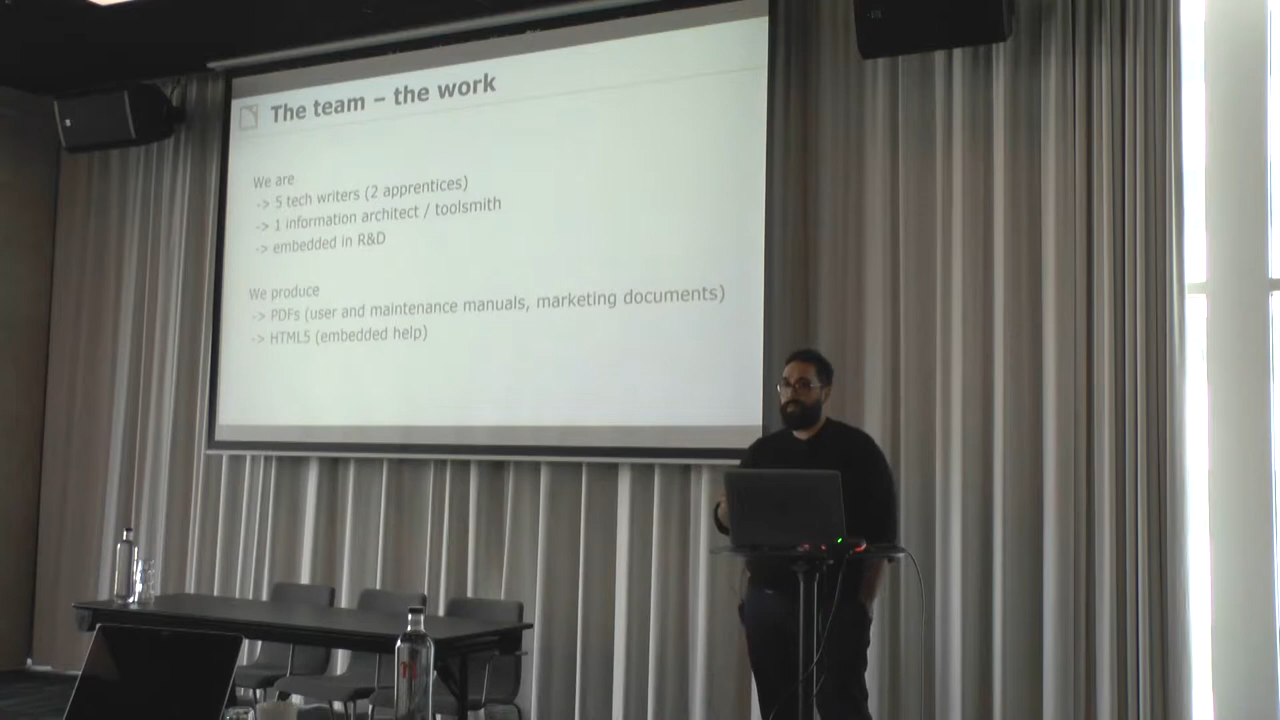 The team – the work
We are
-> 5 tech writers (2 apprentices)
-> 1 information architect / toolsmith
-> embedded in R&D
We produce
-> PDFs (user and maintenance manuals, marketing documents)
-> HTML5 (embedded help)